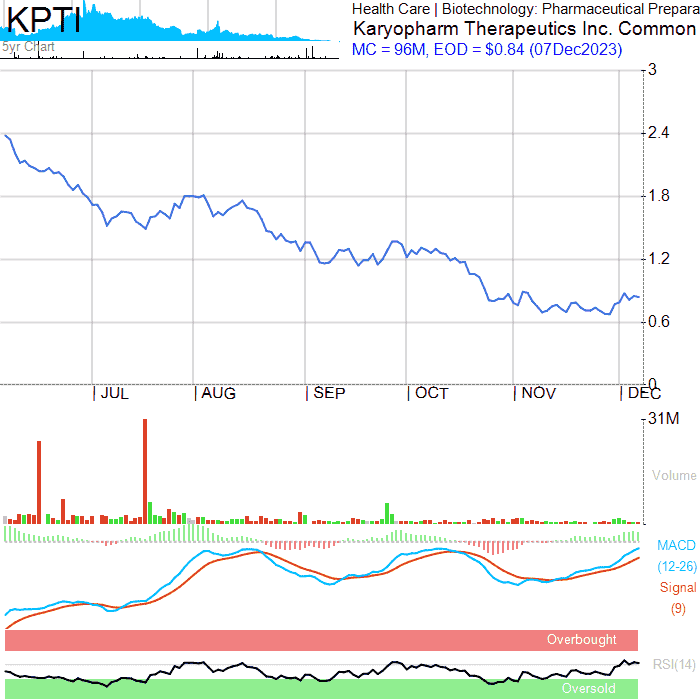 KPTI
5yr Chart
Health Care | Biotechnology: Pharmaceutical Prepara
Karyopharm Therapeutics Inc. Common
MC = 96M, EOD = $0.84 (07Dec2023)
3
2.4
1.8
1.2
0.6
0
JUL AUG SEP OCT NOV DEC
31M
Volume
MACD
(12-26)
Signal
(9)
Overbought
RSI(14)
Oversold